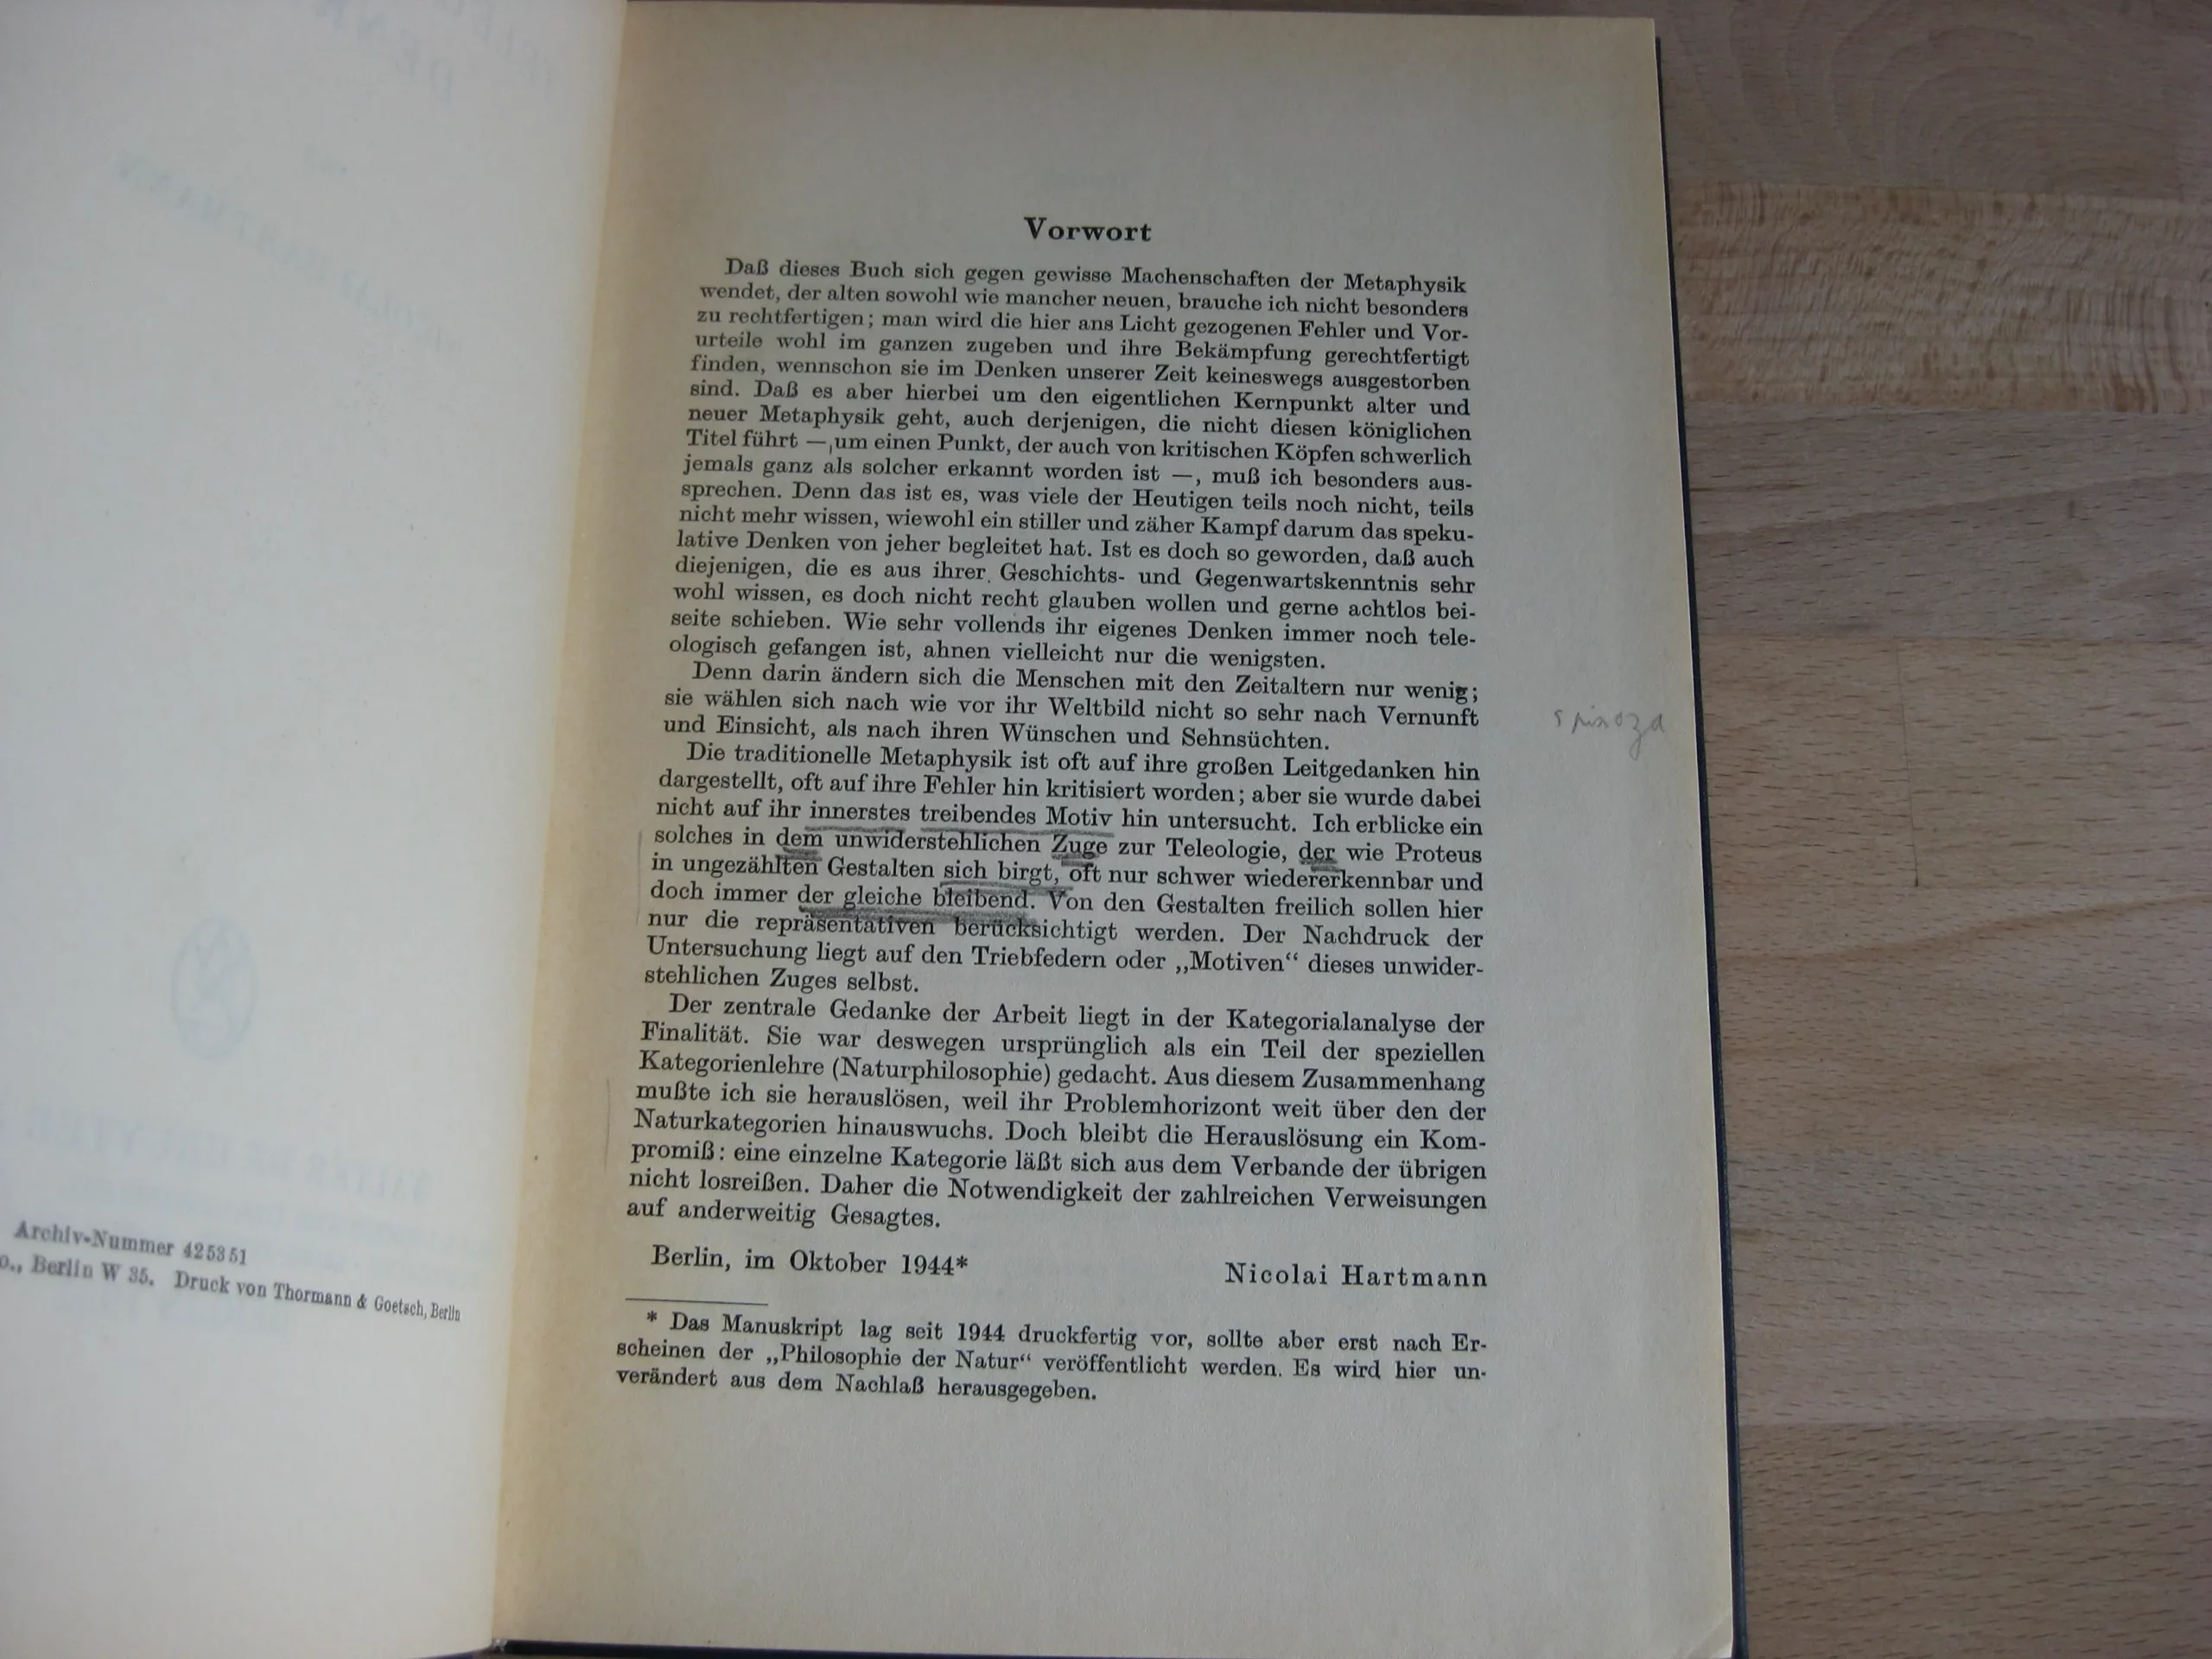 Archiv-Nummer 425351
Berlin W 35. Druck von Thormann & Goetsch, Berlin
Vorwort
Daß dieses Buch sich gegen gewisse Machenschaften der Metaphysik
wendet, der alten sowohl wie mancher neuen, brauche ich nicht besonders
zu rechtfertigen; man wird die hier ans Licht gezogenen Fehler und Vor-
urteile wohl im ganzen zugeben und ihre Bekämpfung gerechtfertigt
finden, wennschon sie im Denken unserer Zeit keineswegs ausgestorben
sind. Daß es aber hierbei um den eigentlichen Kernpunkt alter und
neuer Metaphysik geht, auch derjenigen, die nicht diesen königlichen
Titel führt —, um einen Punkt, der auch von kritischen Köpfen schwerlich
jemals ganz als solcher erkannt worden ist —, muß ich besonders aus-
sprechen. Denn das ist es, was viele der Heutigen teils noch nicht, teils
nicht mehr wissen, wiewohl ein stiller und zäher Kampf darum das speku-
lative Denken von jeher begleitet hat. Ist es doch so geworden, daß auch
diejenigen, die es aus ihrer Geschichts- und Gegenwartskenntnis sehr
wohl wissen, es doch nicht recht glauben wollen und gerne achtlos bei-
seite schieben. Wie sehr vollends ihr eigenes Denken immer noch tele-
ologisch gefangen ist, ahnen vielleicht nur die wenigsten.
Denn darin ändern sich die Menschen mit den Zeitaltern nur wenig;
sie wählen sich nach wie vor ihr Weltbild nicht so sehr nach Vernunft
und Einsicht, als nach ihren Wünschen und Sehnsüchten.
spinoza
Die traditionelle Metaphysik ist oft auf ihre großen Leitgedanken hin
dargestellt, oft auf ihre Fehler hin kritisiert worden; aber sie wurde dabei
nicht auf ihr innerstes treibendes Motiv hin untersucht. Ich erblicke ein
solches in dem unwiderstehlichen Zuge zur Teleologie, der wie Proteus
in ungezählten Gestalten sich birgt, oft nur schwer wiedererkennbar und
doch immer der gleiche bleibend. Von den Gestalten freilich sollen hier
nur die repräsentativen berücksichtigt werden. Der Nachdruck der
Untersuchung liegt auf den Triebfedern oder „Motiven“ dieses unwider-
stehlichen Zuges selbst.
Der zentrale Gedanke der Arbeit liegt in der Kategorialanalyse der
Finalität. Sie war deswegen ursprünglich als ein Teil der speziellen
Kategorienlehre (Naturphilosophie) gedacht. Aus diesem Zusammenhang
mußte ich sie herauslösen, weil ihr Problemhorizont weit über den der
Naturkategorien hinauswuchs. Doch bleibt die Herauslösung ein Kom-
promiß: eine einzelne Kategorie läßt sich aus dem Verbande der übrigen
nicht losreißen. Daher die Notwendigkeit der zahlreichen Verweisungen
auf anderweitig Gesagtes.
Berlin, im Oktober 1944*
Nicolai Hartmann
* Das Manuskript lag seit 1944 druckfertig vor, sollte aber erst nach Er-
scheinen der „Philosophie der Natur“ veröffentlicht werden. Es wird hier un-
verändert aus dem Nachlaß herausgegeben.